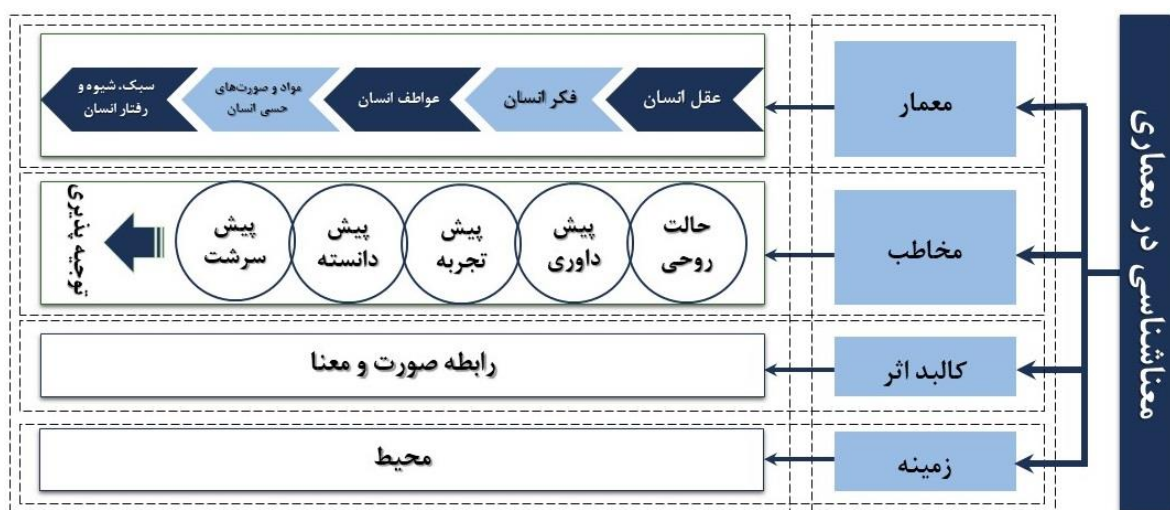 معناشناسی در معماری
معمار
عقل انسان
فکر انسان
عواطف انسان
مواد و صورت‌های
حسی انسان
سبک، شیوه و
رفتار انسان
مخاطب
حالت
روحی
پیش
داوری
پیش
تجربه
پیش
دانسته
پیش
سرشت
توجیه پذیری
کالبد اثر
رابطه صورت و معنا
زمینه
محیط